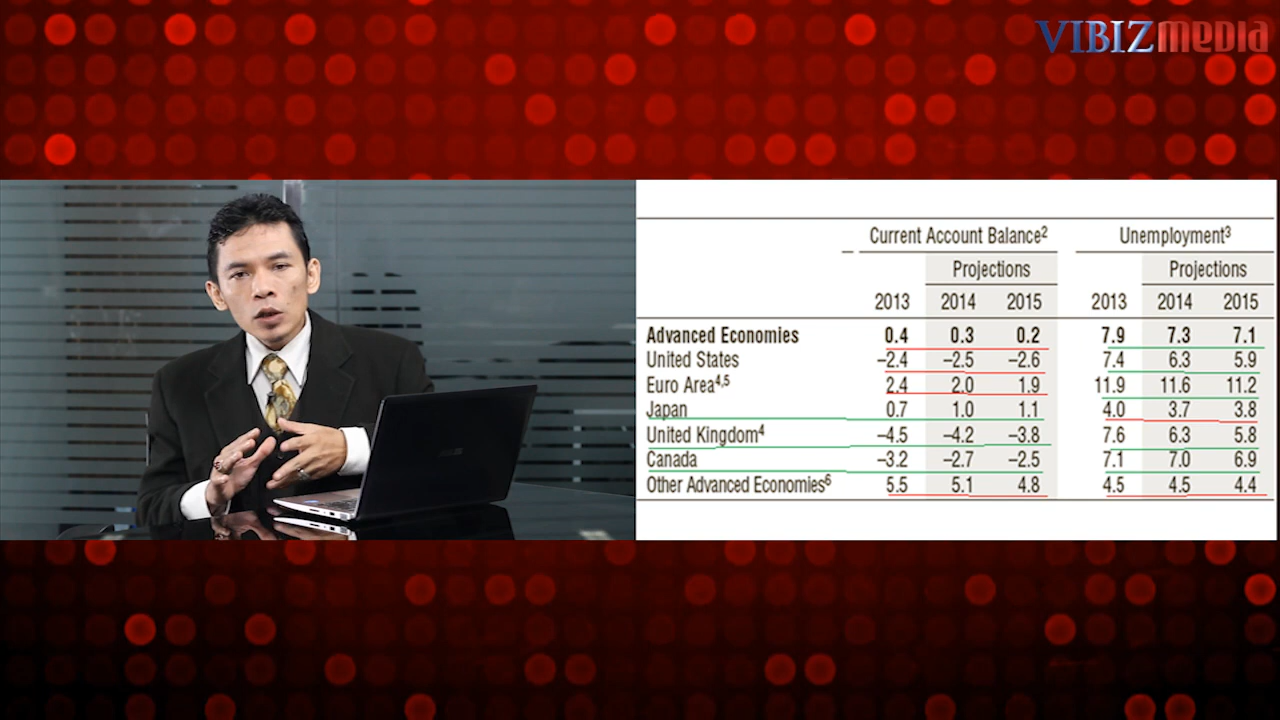 VIBIZmedia
Current Account Balance2 Unemployment3
Projections Projections
2013 2014 2015 2013 2014 2015
Advanced Economies 0.4 0.3 0.2 7.9 7.3 7.1
United States –2.4 –2.5 –2.6 7.4 6.3 5.9
Euro Area4,5 2.4 2.0 1.9 11.9 11.6 11.2
Japan 0.7 1.0 1.1 4.0 3.7 3.8
United Kingdom4 –4.5 –4.2 –3.8 7.6 6.3 5.8
Canada –3.2 –2.7 –2.5 7.1 7.0 6.9
Other Advanced Economies6 5.5 5.1 4.8 4.5 4.5 4.4